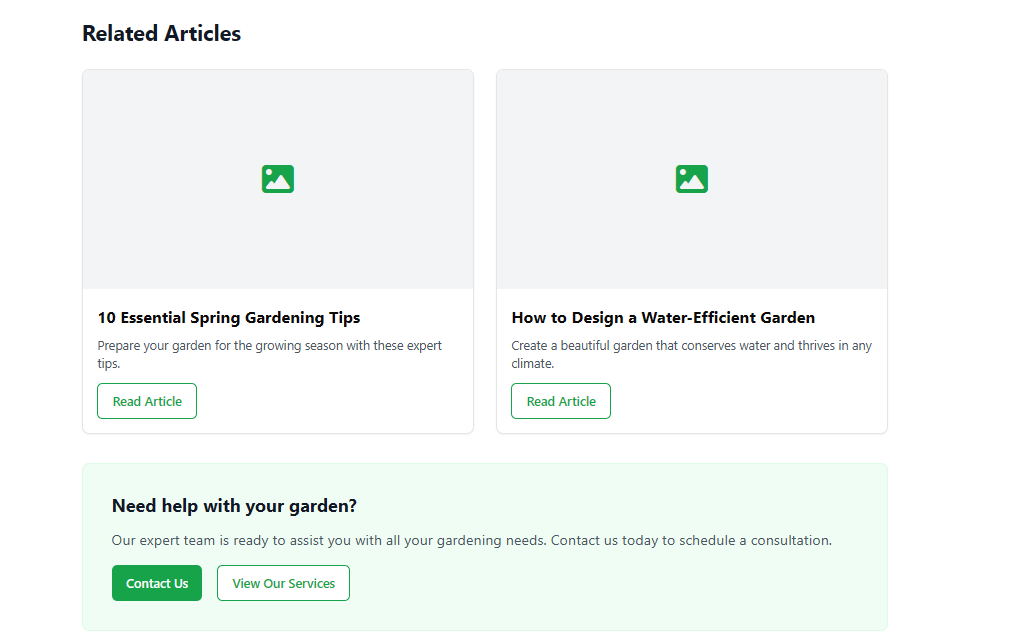 Related Articles
10 Essential Spring Gardening Tips
Prepare your garden for the growing season with these expert
tips.
Read Article
How to Design a Water-Efficient Garden
Create a beautiful garden that conserves water and thrives in any
climate.
Read Article
Need help with your garden?
Our expert team is ready to assist you with all your gardening needs. Contact us today to schedule a consultation.
Contact Us
View Our Services